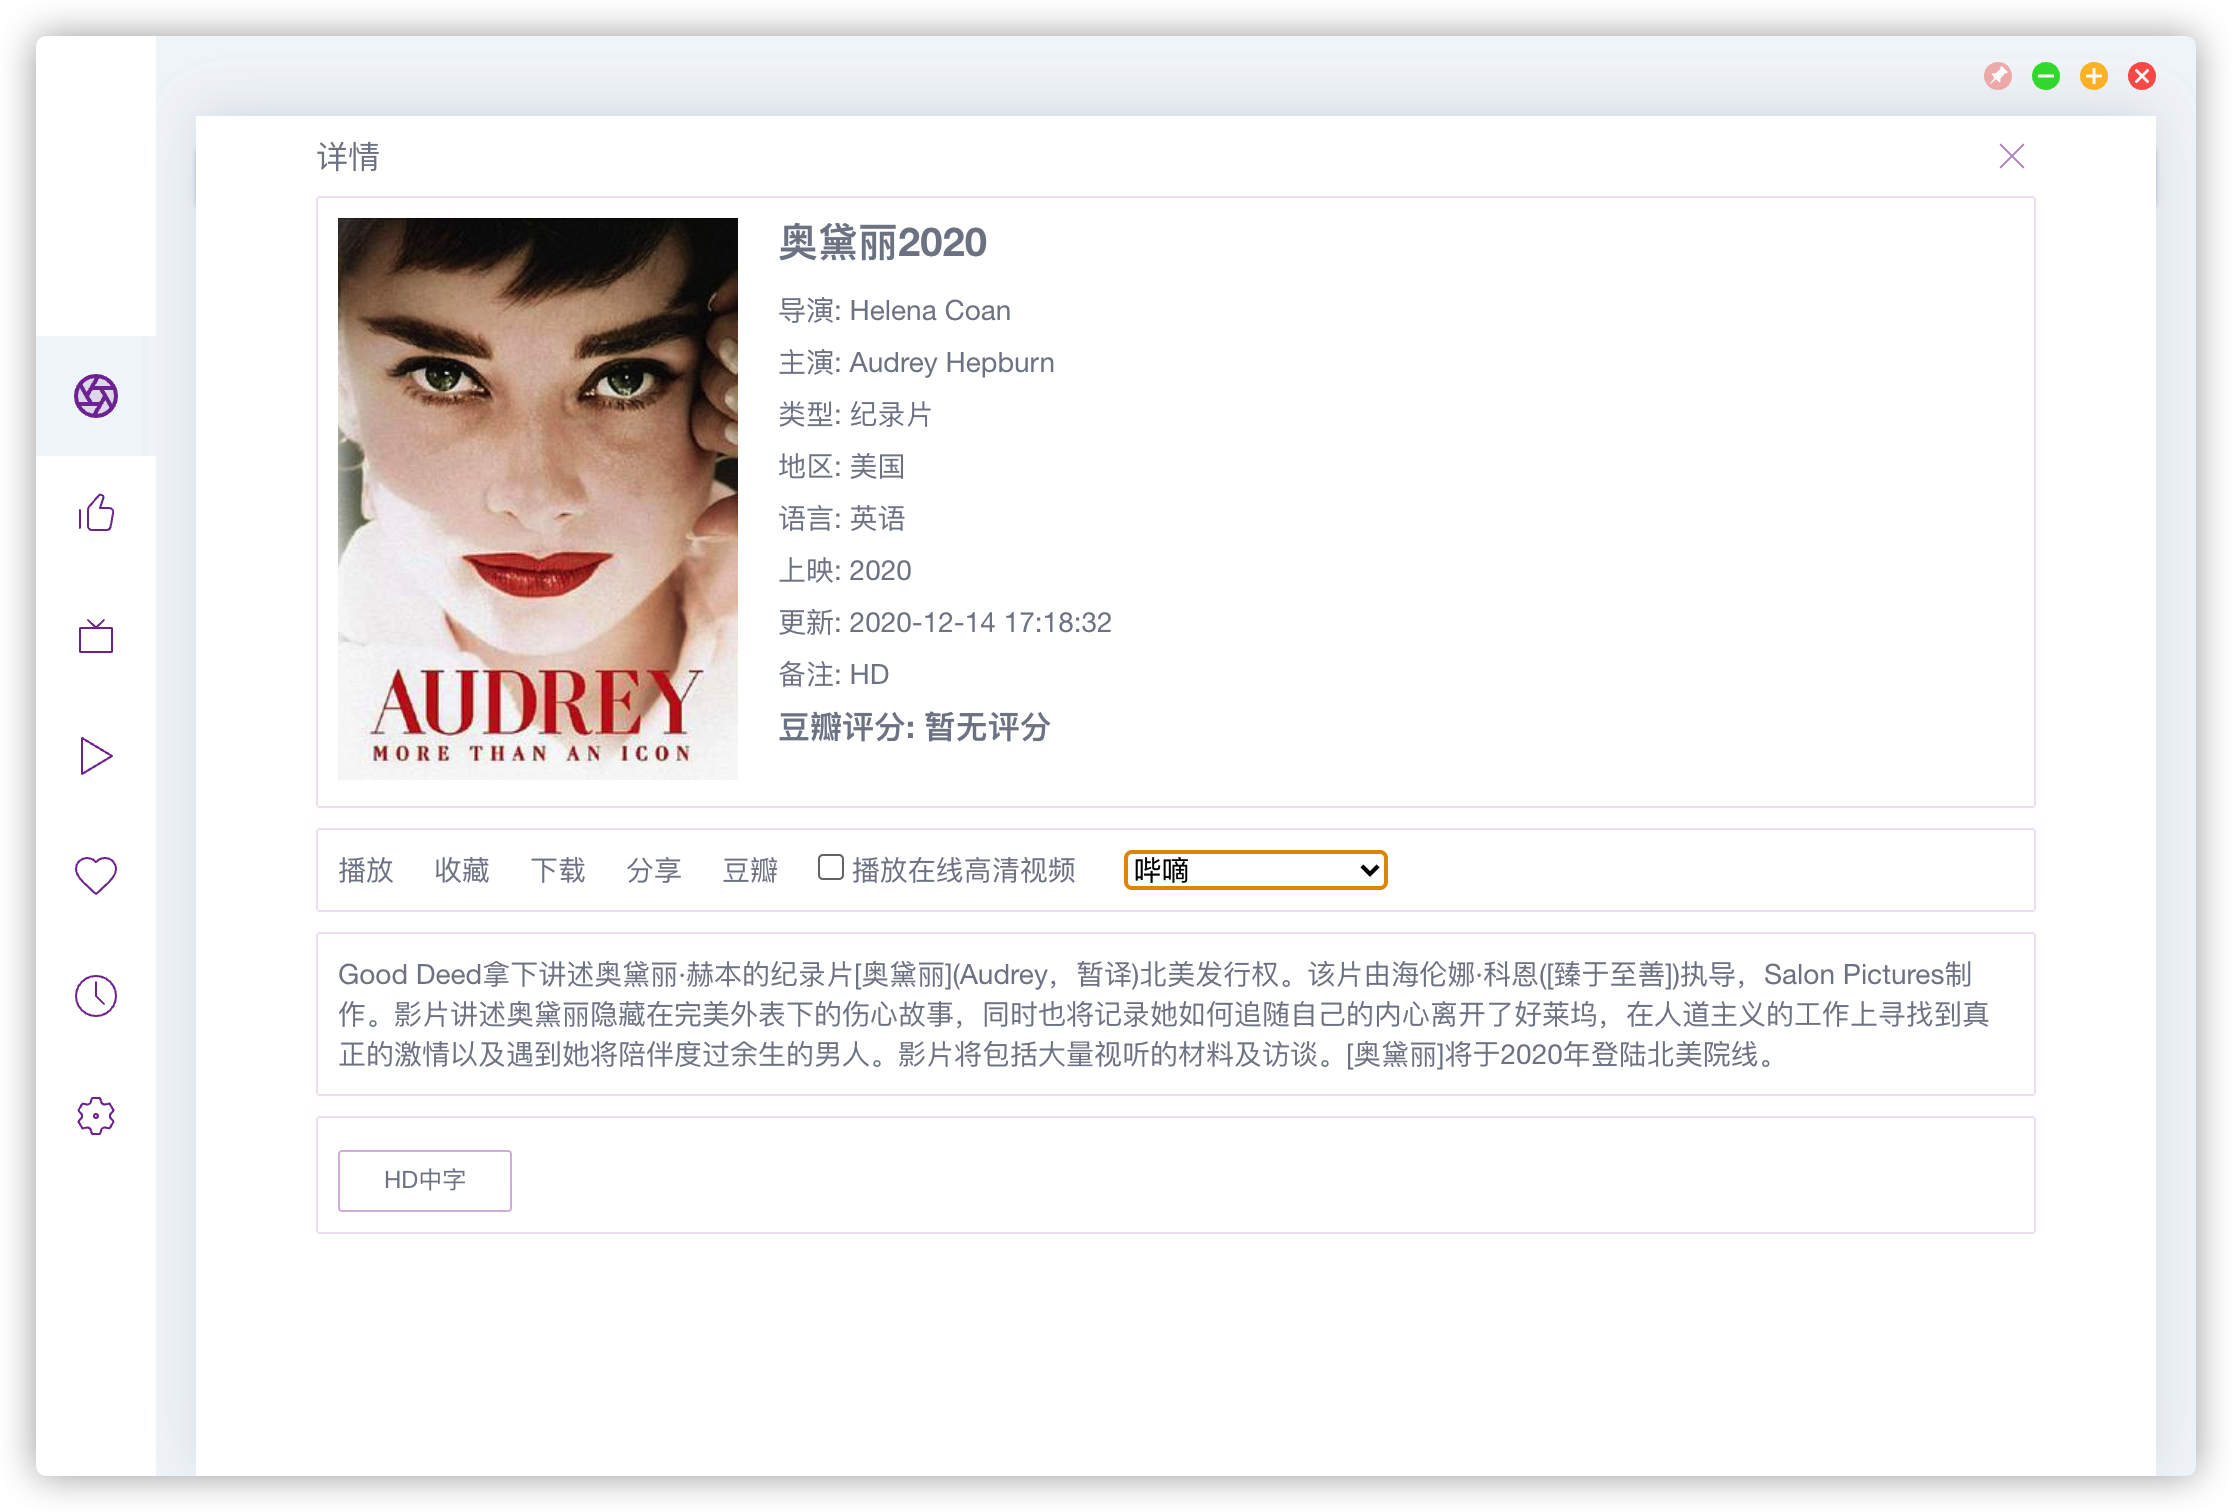 详情
AUDREY
MORE THAN AN ICON
奥黛丽2020
导演: Helena Coan
主演: Audrey Hepburn
类型: 纪录片
地区: 美国
语言: 英语
上映: 2020
更新: 2020-12-14 17:18:32
备注: HD
豆瓣评分: 暂无评分
播放 收藏 下载 分享 豆瓣 播放在线高清视频 哔嘀
Good Deed拿下讲述奥黛丽·赫本的纪录片[奥黛丽](Audrey，暂译)北美发行权。该片由海伦娜·科恩([臻于至善])执导，Salon Pictures制
作。影片讲述奥黛丽隐藏在完美外表下的伤心故事，同时也将记录她如何追随自己的内心离开了好莱坞，在人道主义的工作上寻找到真
正的激情以及遇到她将陪伴度过余生的男人。影片将包括大量视听的材料及访谈。[奥黛丽]将于2020年登陆北美院线。
HD中字